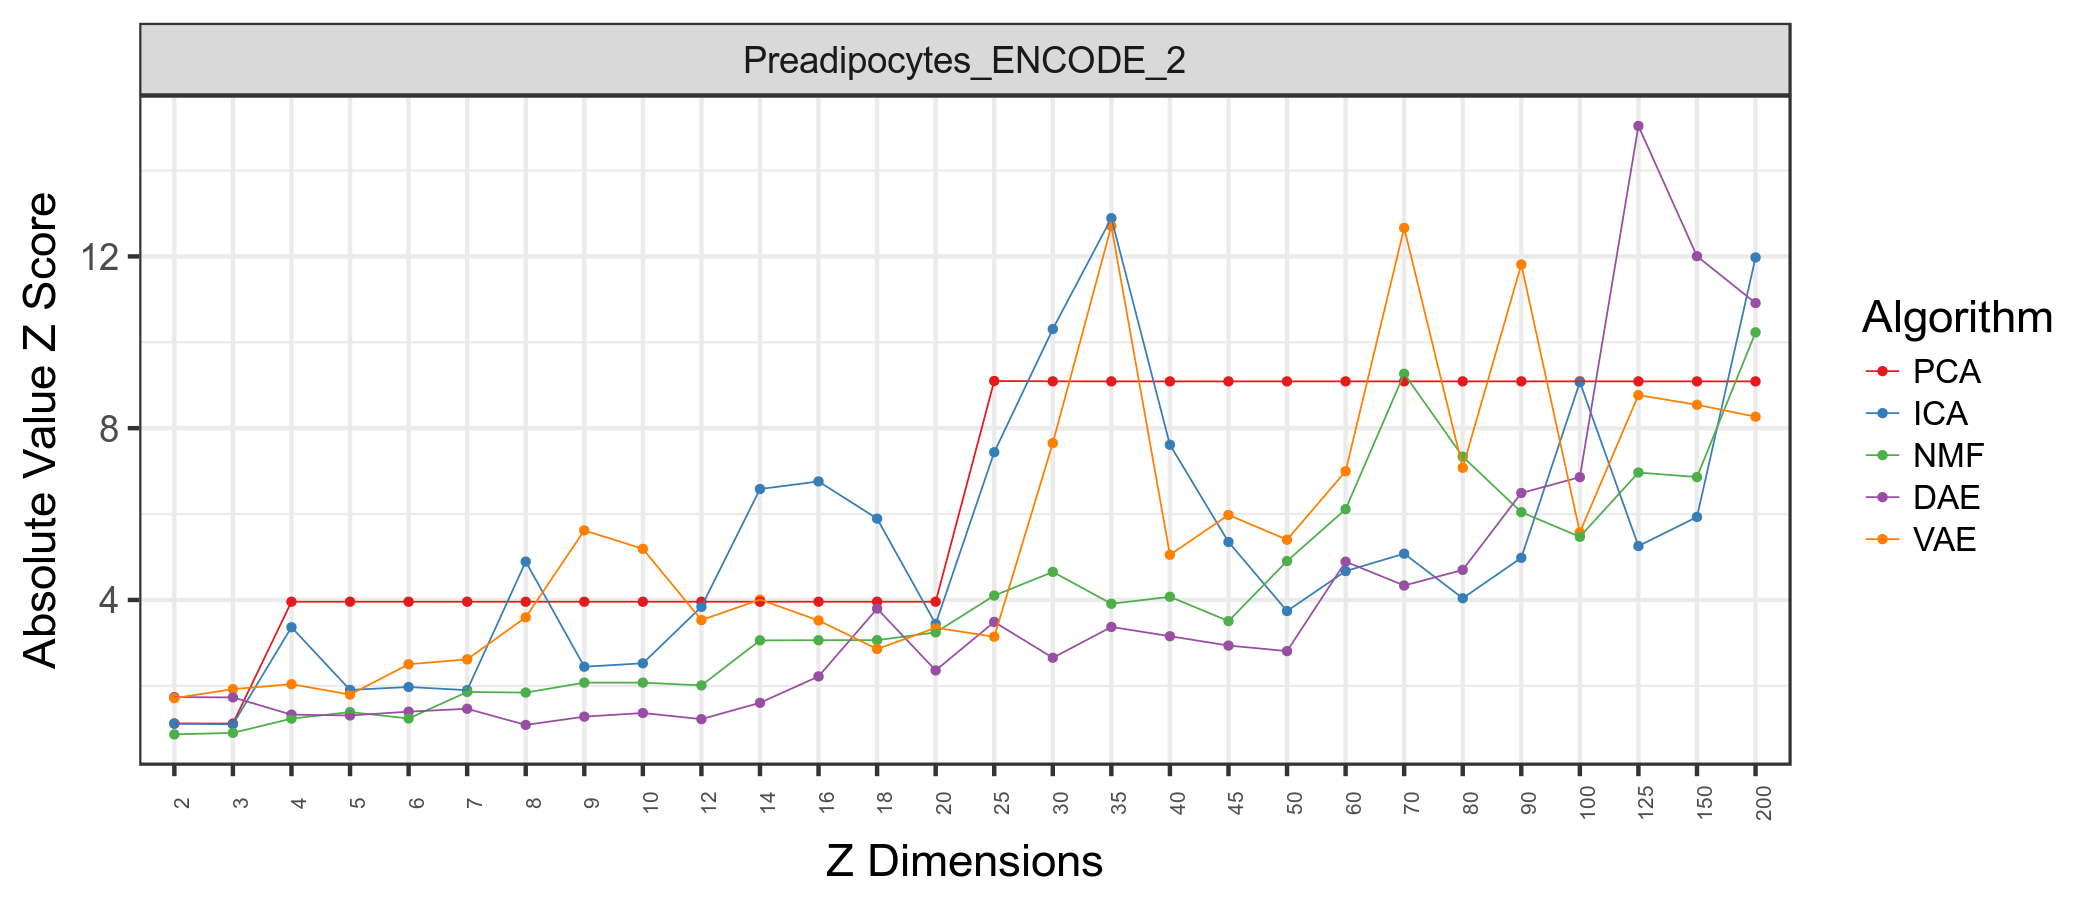 Preadipocytes_ENCODE_2
Absolute Value Z Score
12
8
4
2 3 4 5 6 7 8 9 10 12 14 16 18 20 25 30 35 40 45 50 60 70 80 90 100 125 150 200
Z Dimensions
Algorithm
PCA
ICA
NMF
DAE
VAE